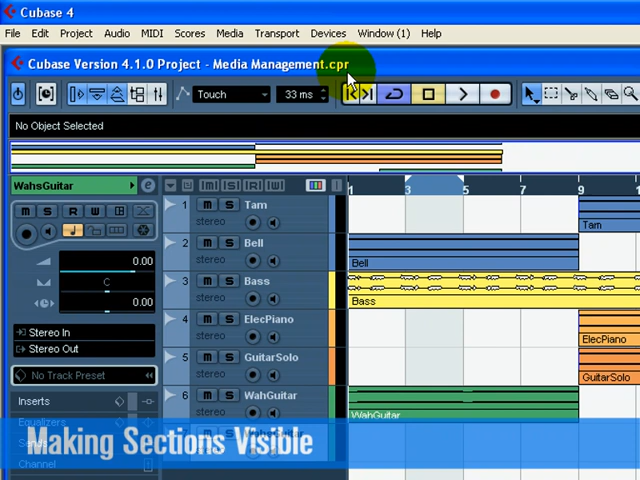 Cubase 4
File Edit Project Audio MIDI Scores Media Transport Devices Window (1) Help
Cubase Version 4.1.0 Project - Media Management.cpr
Touch 33 ms
No Object Selected
WahsGuitar e
M S R W
0.00
C
0.00
Stereo In
Stereo Out
No Track Preset
Inserts
Equalizers
Channel
M S R W
1 3 5 7 9
1 M S Tam
stereo
2 M S Bell
stereo
3 M S Bass
stereo
4 M S ElecPiano
stereo
5 M S GuitarSolo
stereo
6 M S WahGuitar
stereo
Tam
Bell
Bass
ElecPiano
GuitarSolo
WahGuitar
Making Sections Visible